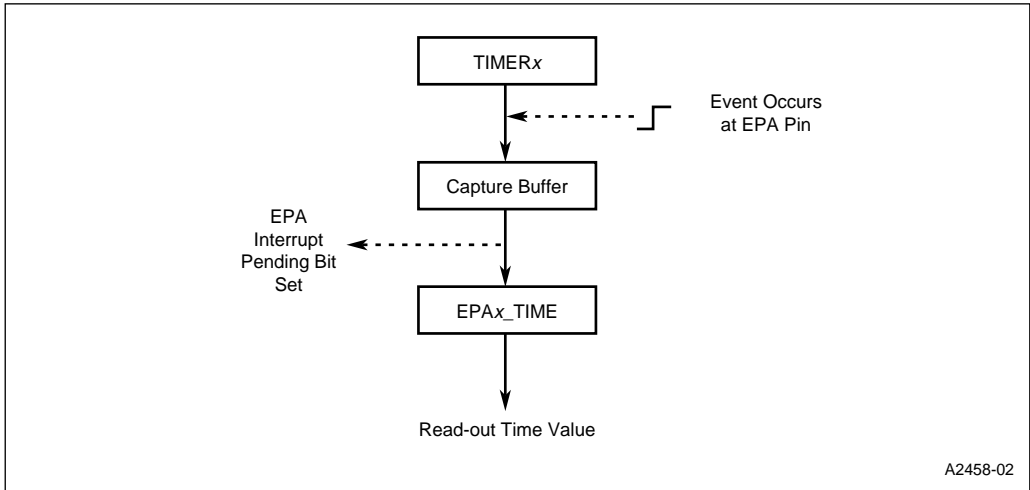 TIMERx
Event Occurs
at EPA Pin
Capture Buffer
EPA
Interrupt
Pending Bit
Set
EPAx_TIME
Read-out Time Value
A2458-02